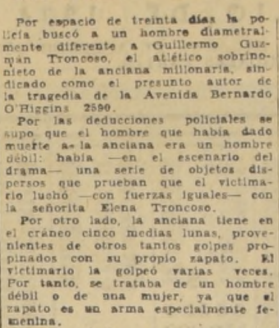 Por espacio de treinta días la po-
licía buscó a un hombre diametral-
mente diferente a Guillermo Guz-
mán Troncoso, el atlético sobrino-
nieto de la anciana millonaria, sin-
dicado como el presunto autor de
la tragedia de la Avenida Bernardo
O'Higgins 2590.
Por las deducciones policiales se
supo que el hombre que había dado
muerte a la anciana era un hombre
débil: había —en el escenario del
drama— una serie de objetos dis-
persos que prueban que el victima-
rio luchó —con fuerzas iguales— con
la señorita Elena Troncoso.
Por otro lado, la anciana tiene en
el cráneo cinco medias lunas, prove-
nientes de otros tantos golpes pro-
pinados con su propio zapato. El
victimario la golpeó varias veces.
Por tanto, se trataba de un hombre
débil o de una mujer, ya que el
zapato es un arma especialmente fe-
menina.